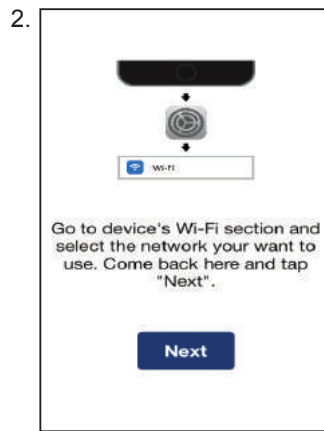 2.
Wi-Fi
Go to device's Wi-Fi section and
select the network your want to
use. Come back here and tap
"Next".
Next